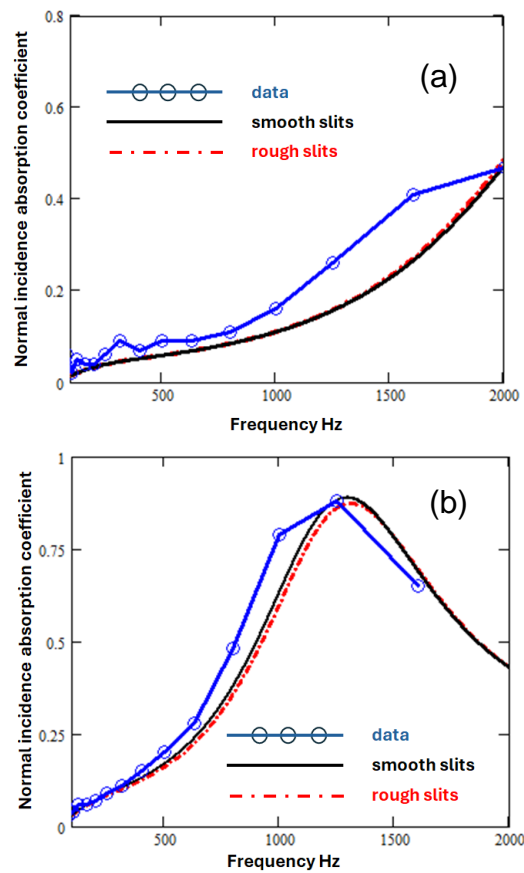 0.8
(a)
data
smooth slits
rough slits
0.6
0.4
0.2
0
500 1000 1500 2000
Normal incidence absorption coefficient
Frequency Hz
1
(b)
0.75
0.5
0.25
data
smooth slits
rough slits
0
500 1000 1500 2000
Normal incidence absorption coefficient
Frequency Hz